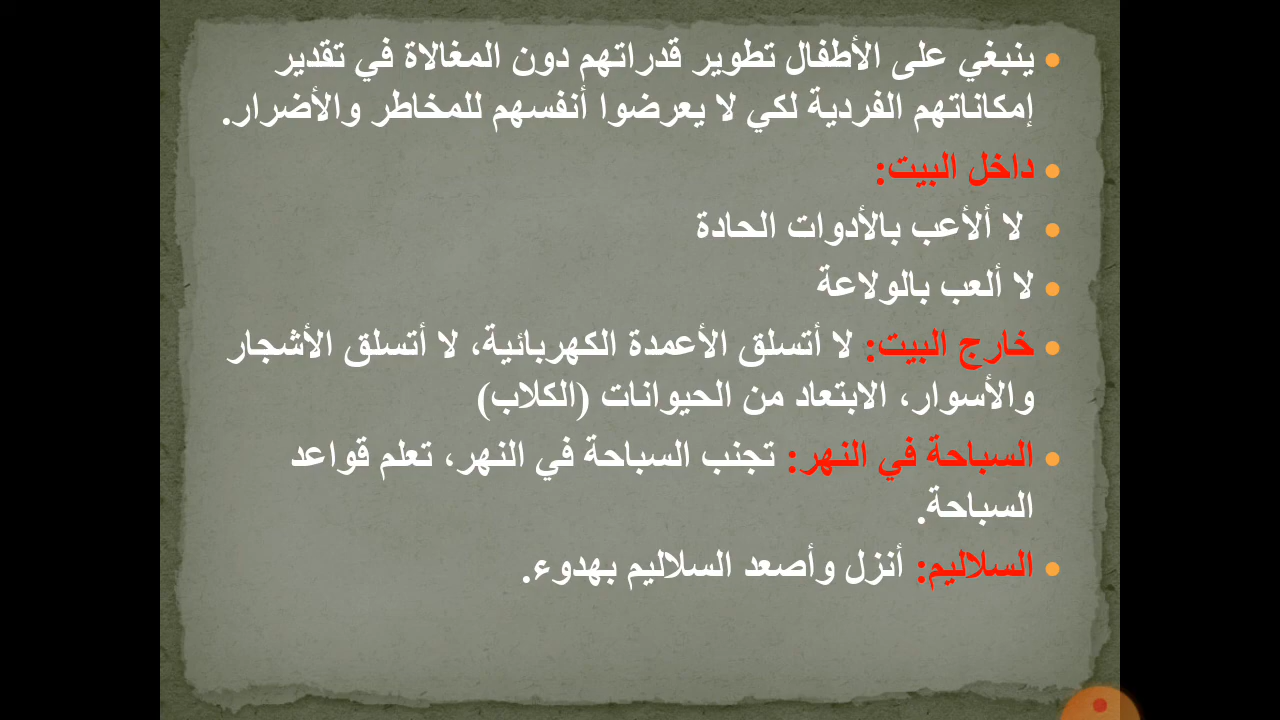 ينبغي على الأطفال تطوير قدراتهم دون المغالاة في تقدير
إمكاناتهم الفردية لكي لا يعرضوا أنفسهم للمخاطر والأضرار.
داخل البيت:
لا ألأعب بالأدوات الحادة
لا ألعب بالولاعة
خارج البيت: لا أتسلق الأعمدة الكهربائية، لا أتسلق الأشجار
والأسوار، الابتعاد من الحيوانات (الكلاب)
السباحة في النهر: تجنب السباحة في النهر، تعلم قواعد
السباحة.
السلاليم: أنزل وأصعد السلاليم بهدوء.